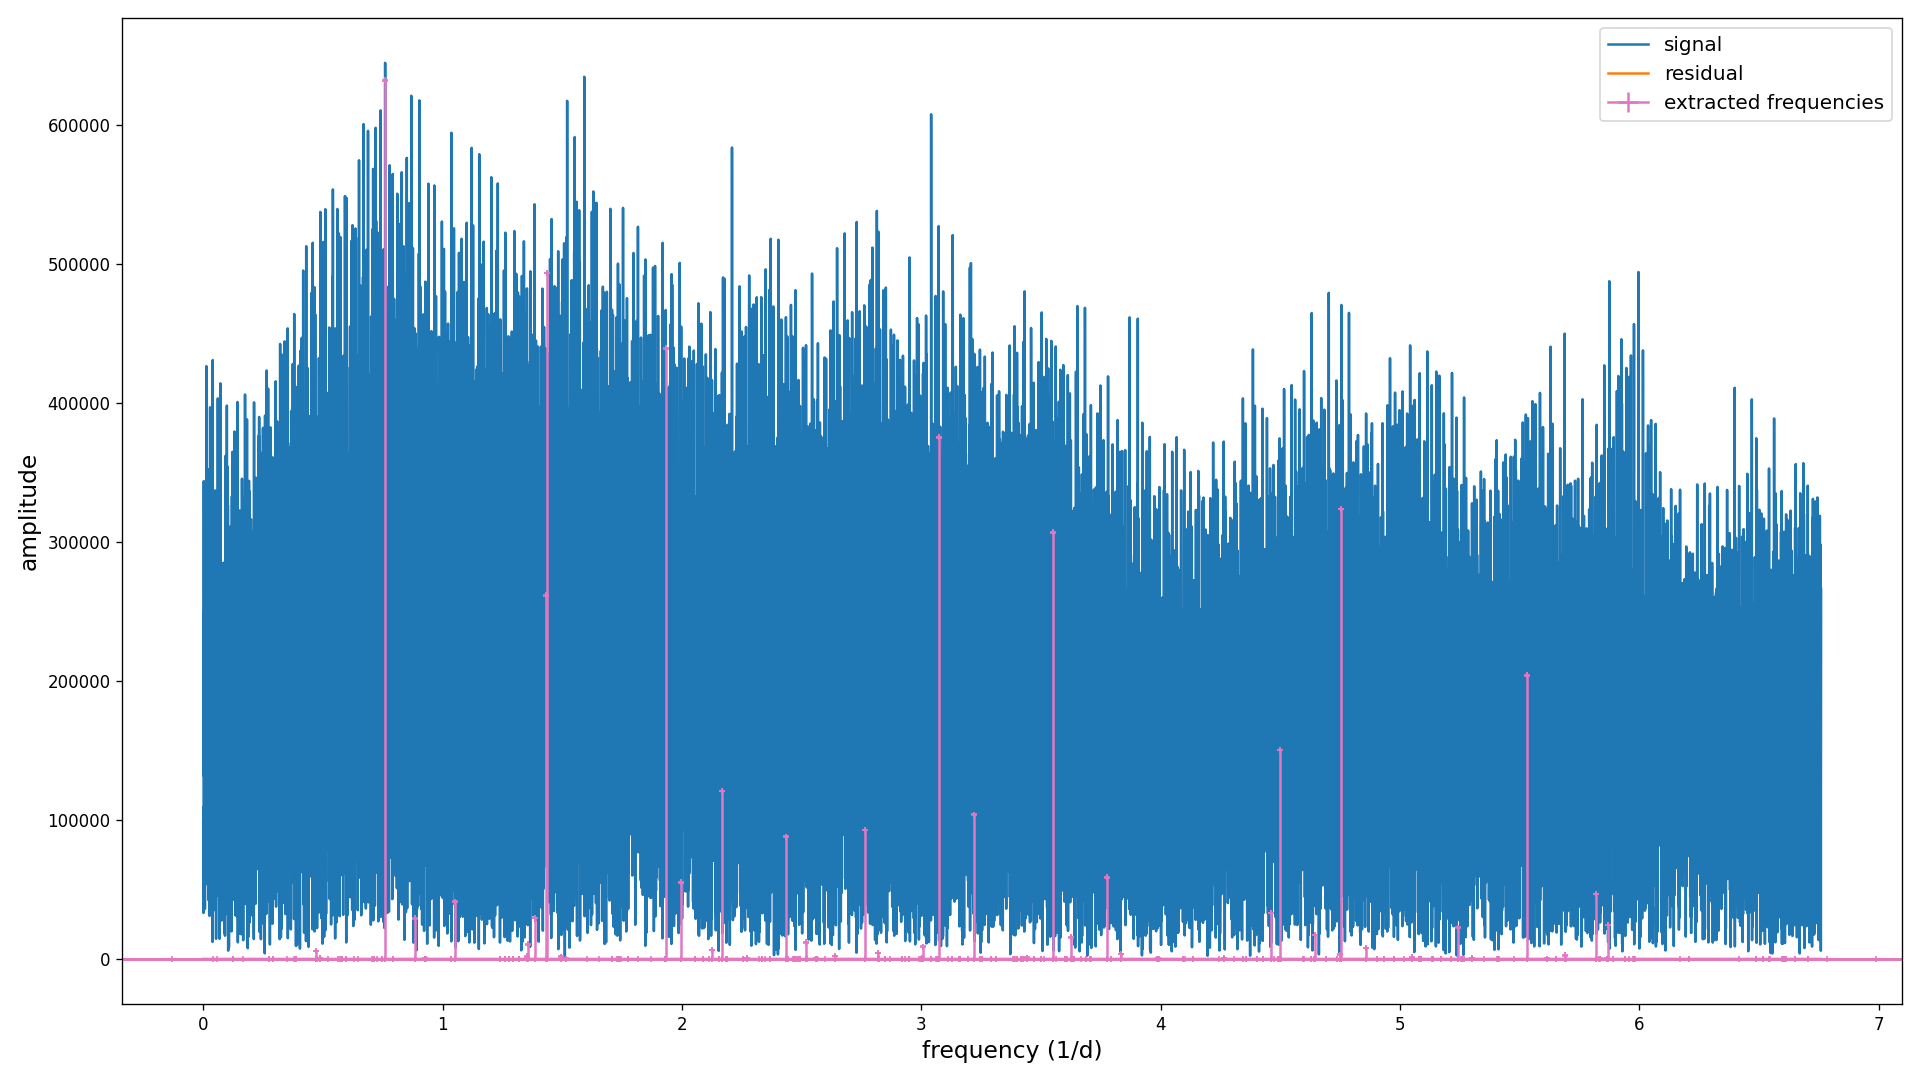 signal
residual
extracted frequencies
amplitude
600000
500000
400000
300000
200000
100000
0
0 1 2 3 4 5 6 7
frequency (1/d)